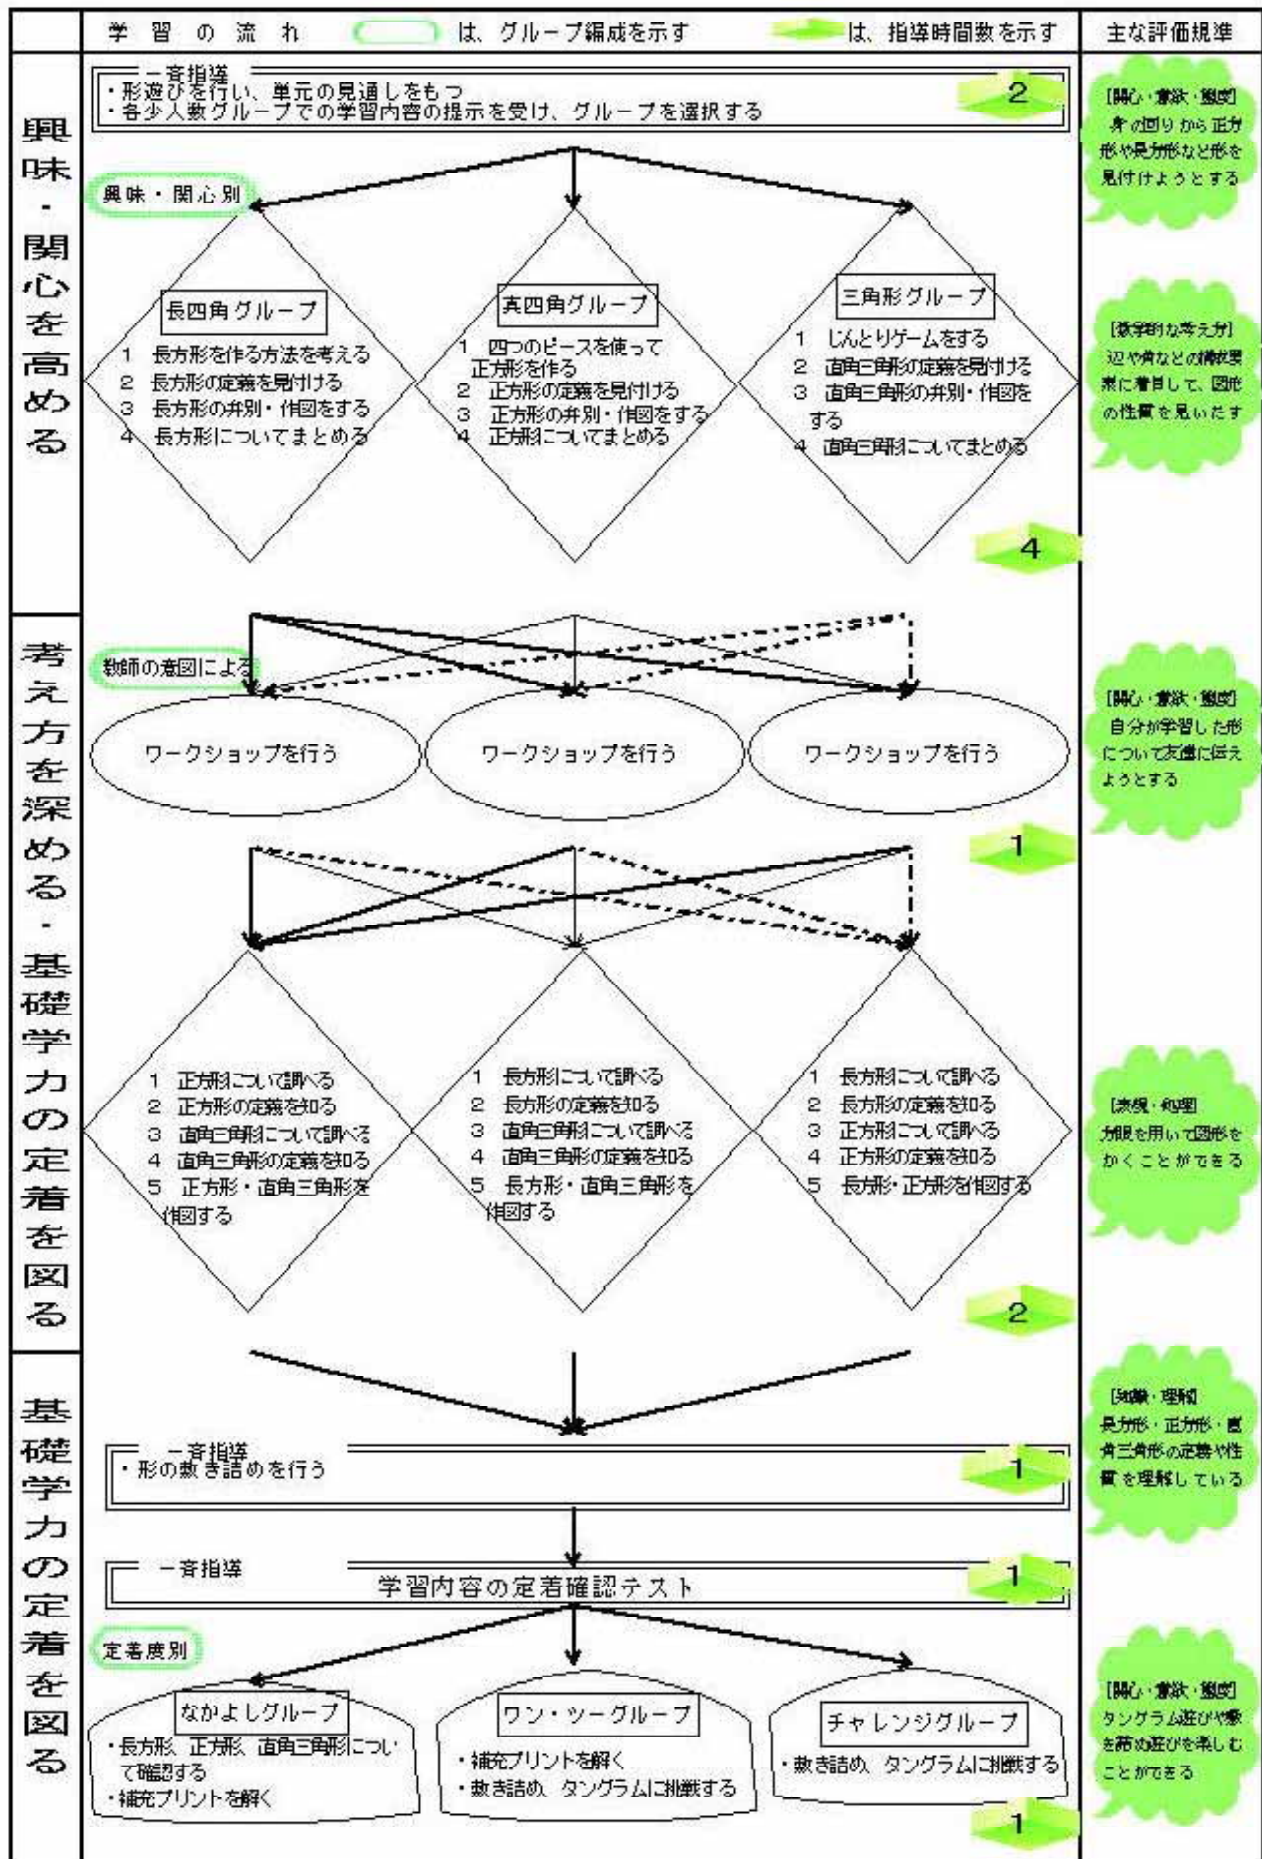 学習の流れ
は、グループ編成を示す
は、指導時間数を示す
主な評価規準
興味・関心を高める
一斉指導
・形遊びを行い、単元の見通しをもつ
・各少人数グループでの学習内容の提示を受け、グループを選択する
2
[関心・意欲・態度]
身の回りから正方
形や長方形など形を
見付けようとする
興味・関心別
長四角グループ
1 長方形を作る方法を考える
2 長方形の定義を見付ける
3 長方形の弁別・作図をする
4 長方形についてまとめる
真四角グループ
1 四つのピースを使って
正方形を作る
2 正方形の定義を見付ける
3 正方形の弁別・作図をする
4 正方形についてまとめる
三角形グループ
1 じんとりゲームをする
2 直角三角形の定義を見付ける
3 直角三角形の弁別・作図を
する
4 直角三角形についてまとめる
4
[数学的な考え方]
辺や角などの構成要
素に着目して、図形
の性質を見いだす
考え方を深める・基礎学力の定着を図る
教師の意図による
ワークショップを行う
ワークショップを行う
ワークショップを行う
1
[関心・意欲・態度]
自分が学習した形
について友達に伝え
ようとする
1 正方形について調べる
2 正方形の定義を知る
3 直角三角形について調べる
4 直角三角形の定義を知る
5 正方形・直角三角形を
作図する
1 長方形について調べる
2 長方形の定義を知る
3 直角三角形について調べる
4 直角三角形の定義を知る
5 長方形・直角三角形を
作図する
1 長方形について調べる
2 長方形の定義を知る
3 正方形について調べる
4 正方形の定義を知る
5 長方形・正方形を作図する
2
[表現・処理]
方眼を用いて図形を
かくことができる
基礎学力の定着を図る
一斉指導
・形の敷き詰めを行う
1
[知識・理解]
長方形・正方形・直
角三角形の定義や性
質を理解している
一斉指導
学習内容の定着確認テスト
1
定着度別
なかよしグループ
・長方形、正方形、直角三角形につい
て確認する
・補充プリントを解く
ワン・ツーグループ
・補充プリントを解く
・敷き詰め、タングラムに挑戦する
チャレンジグループ
・敷き詰め、タングラムに挑戦する
1
[関心・意欲・態度]
タングラム遊びや敷
き詰め遊びを楽しむ
ことができる